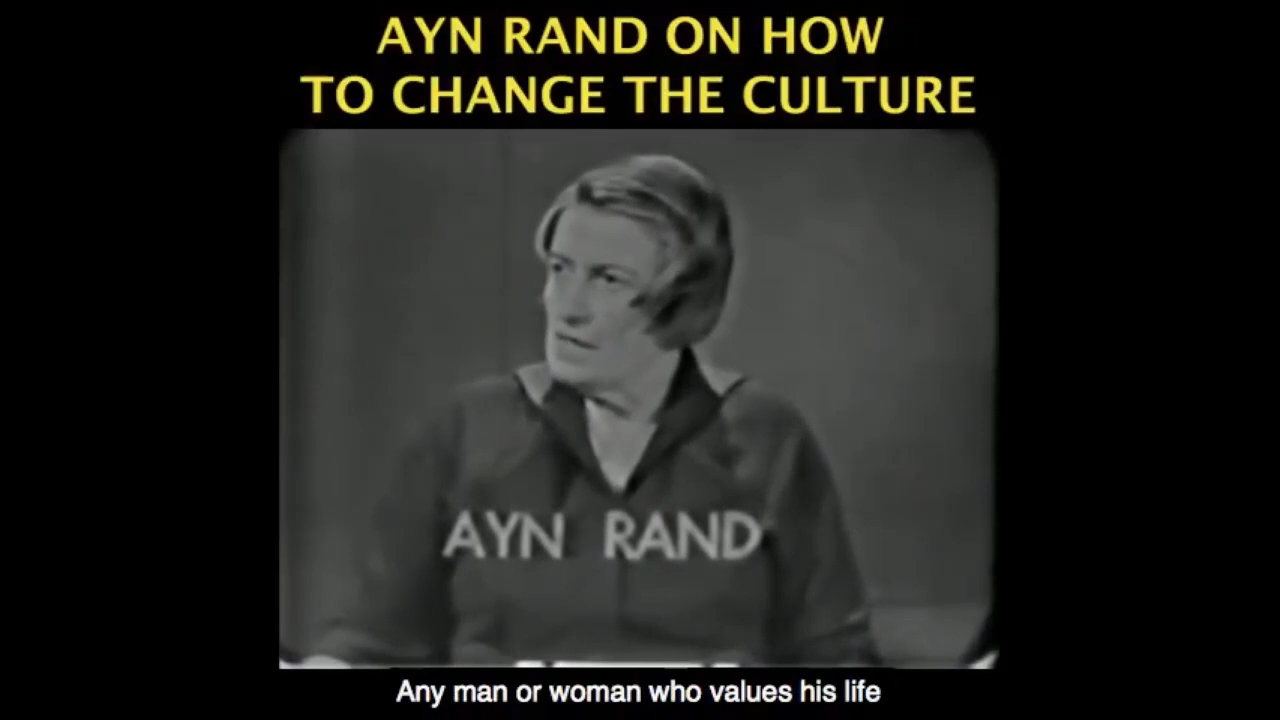 AYN RAND ON HOW
TO CHANGE THE CULTURE
AYN RAND
Any man or woman who values his life